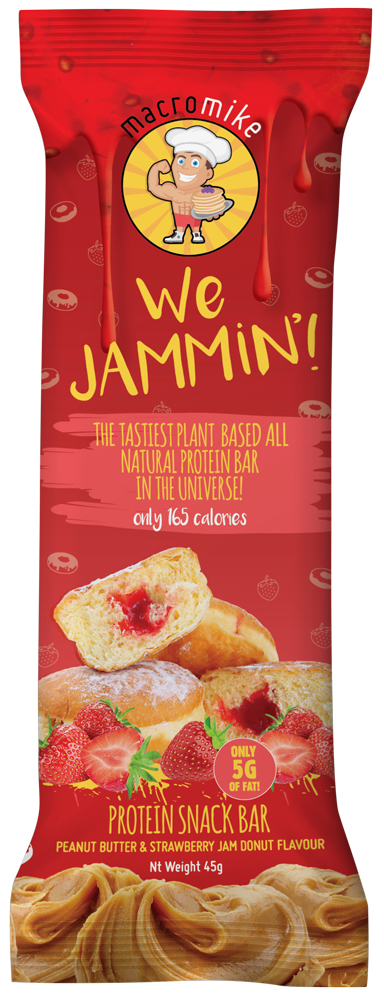 macromike
We
JAMMIN'!
THE TASTIEST PLANT BASED ALL
NATURAL PROTEIN BAR
IN THE UNIVERSE!
only 165 calories
ONLY
5G
OF FAT!
PROTEIN SNACK BAR
PEANUT BUTTER & STRAWBERRY JAM DONUT FLAVOUR
Nt Weight 45g